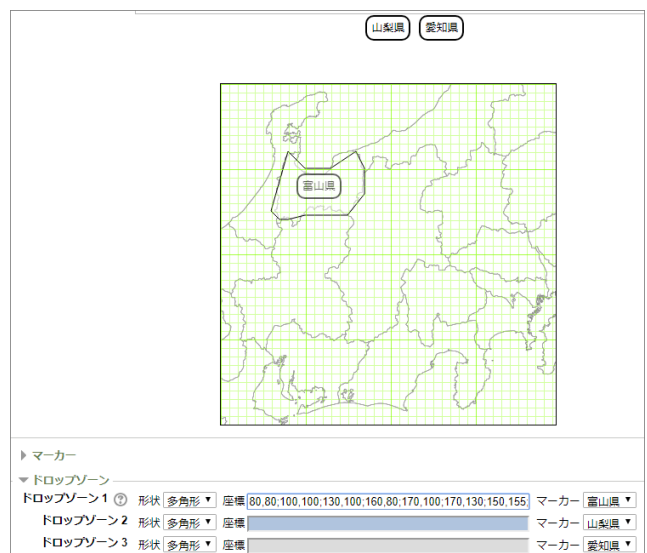 山梨県 愛知県
富山県
マーカー
ドロップゾーン
ドロップゾーン 1 形状 多角形 座標 80,80;100,100;130,100;160,80;170,100;170,130;150,155; マーカー 富山県
ドロップゾーン 2 形状 多角形 座標 マーカー 山梨県
ドロップゾーン 3 形状 多角形 座標 マーカー 愛知県